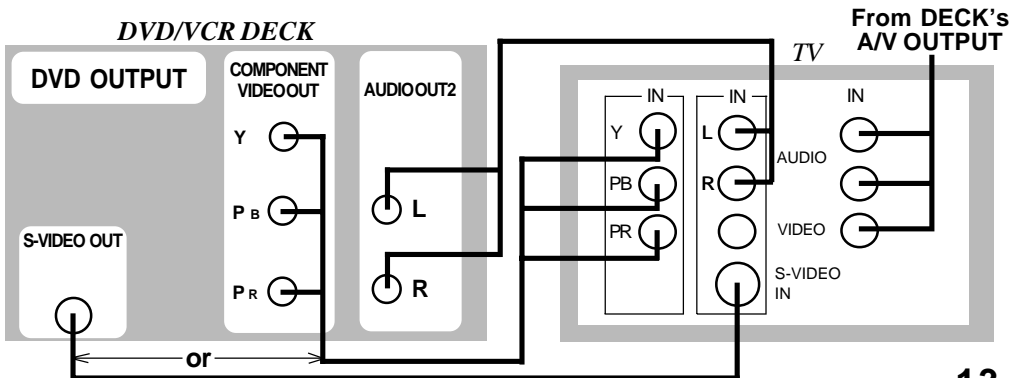 DVD/VCR DECK
From DECK's
A/V OUTPUT
TV
DVD OUTPUT
COMPONENT
VIDEO OUT
AUDIO OUT2
Y
PB
PR
S-VIDEO OUT
L
R
or
IN
Y
PB
PR
IN
L
R
AUDIO
VIDEO
S-VIDEO
IN
IN